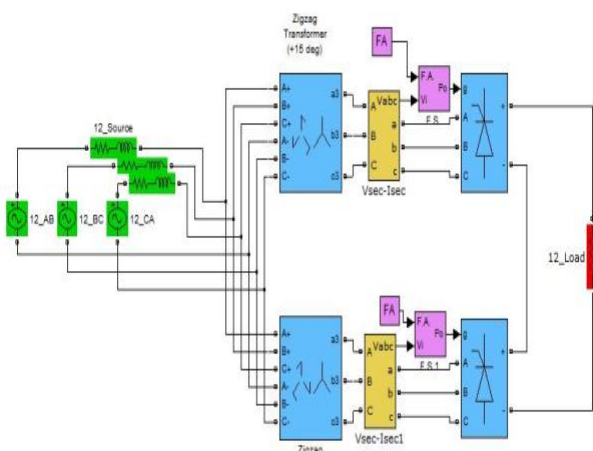 Zigzag
Transformer
(+15 deg)
FA
F.A.
Vi
Po
g
A
B
C
+
-
A+
B+
C+
A-
B-
C-
a3
b3
c3
A
B
C
Vabc
a
b
c
F.S.
Vsec-Isec
12_Source
12_AB
12_BC
12_CA
12_Load
FA
F.A.
Vi
Po
g
A
B
C
+
-
A+
B+
C+
A-
B-
C-
a3
b3
c3
A
B
C
Vabc
a
b
c
F.S.1
Vsec-Isec1
Zigzag